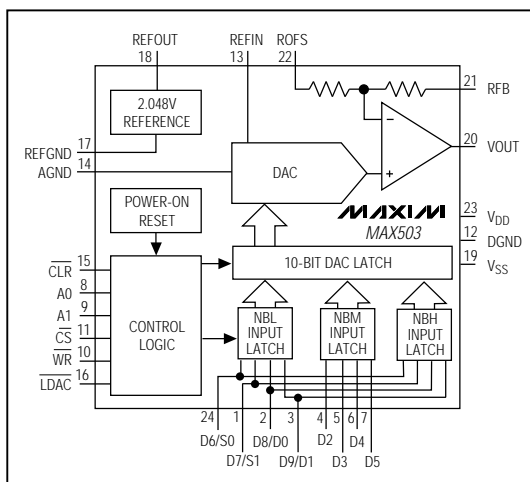 REFOUT REFIN ROFS
18 13 22
21
RFB
2.048V
REFERENCE
17
REFGND
14
AGND
20
VOUT
DAC
−
+
POWER-ON
RESET
MAXIM
MAX503
23
VDD
12
DGND
19
VSS
10-BIT DAC LATCH
15
CLR
8
A0
9
A1
11
CS
10
WR
16
LDAC
CONTROL
LOGIC
NBL
INPUT
LATCH
NBM
INPUT
LATCH
NBH
INPUT
LATCH
24 1 2 3 4 5 6 7
D6/S0 D8/D0 D2 D4
D7/S1 D9/D1 D3 D5